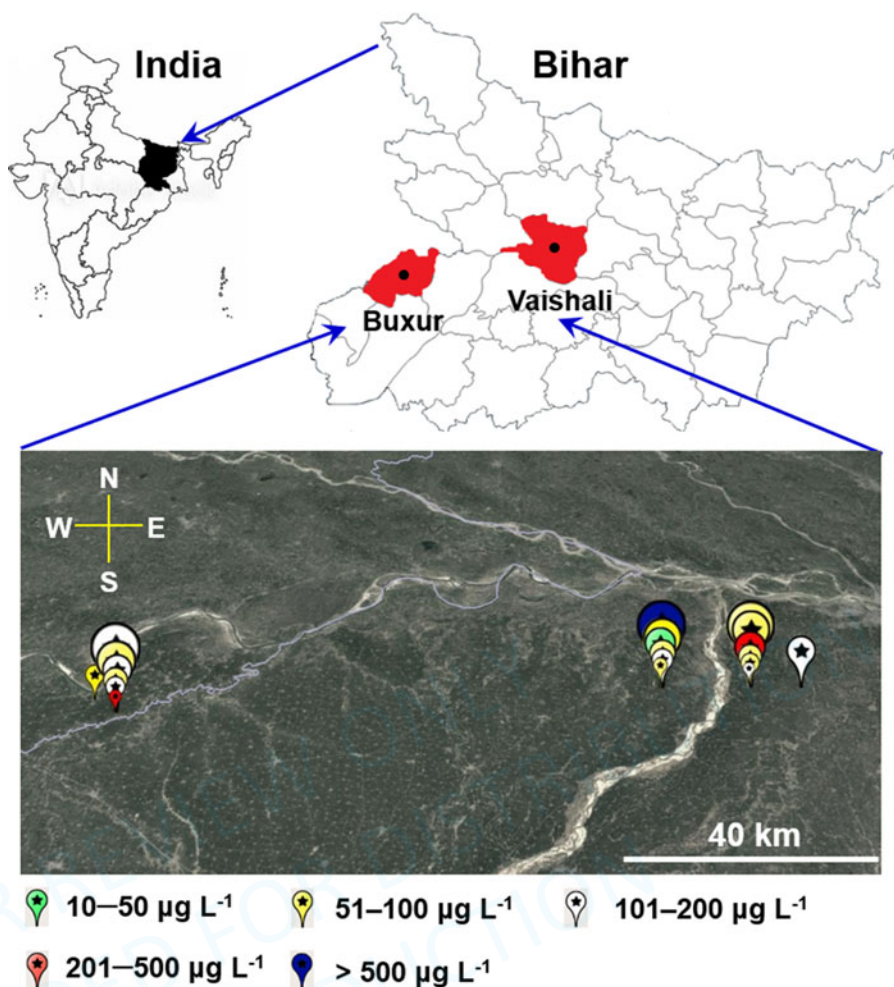 India
Bihar
Buxur
Vaishali
N
W E
S
40 km
10–50 µg L⁻¹
51–100 µg L⁻¹
101–200 µg L⁻¹
201–500 µg L⁻¹
> 500 µg L⁻¹